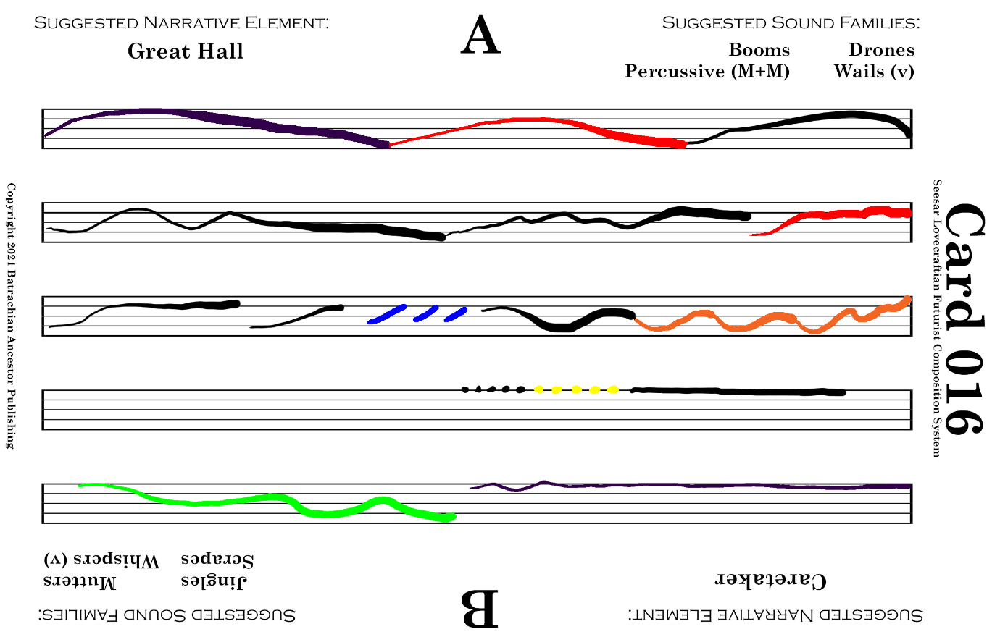 Suggested Narrative Element:
Great Hall
A
Suggested Sound Families:
Booms Drones
Percussive (M+M) Wails (v)
Copyright 2021 Batrachian Ancestor Publishing
Seesar Lovecraftian Futurist Composition System
Card 016
B
Suggested Narrative Element:
Caretaker
Suggested Sound Families:
Jingles Mutters
Scrapes Whispers (v)